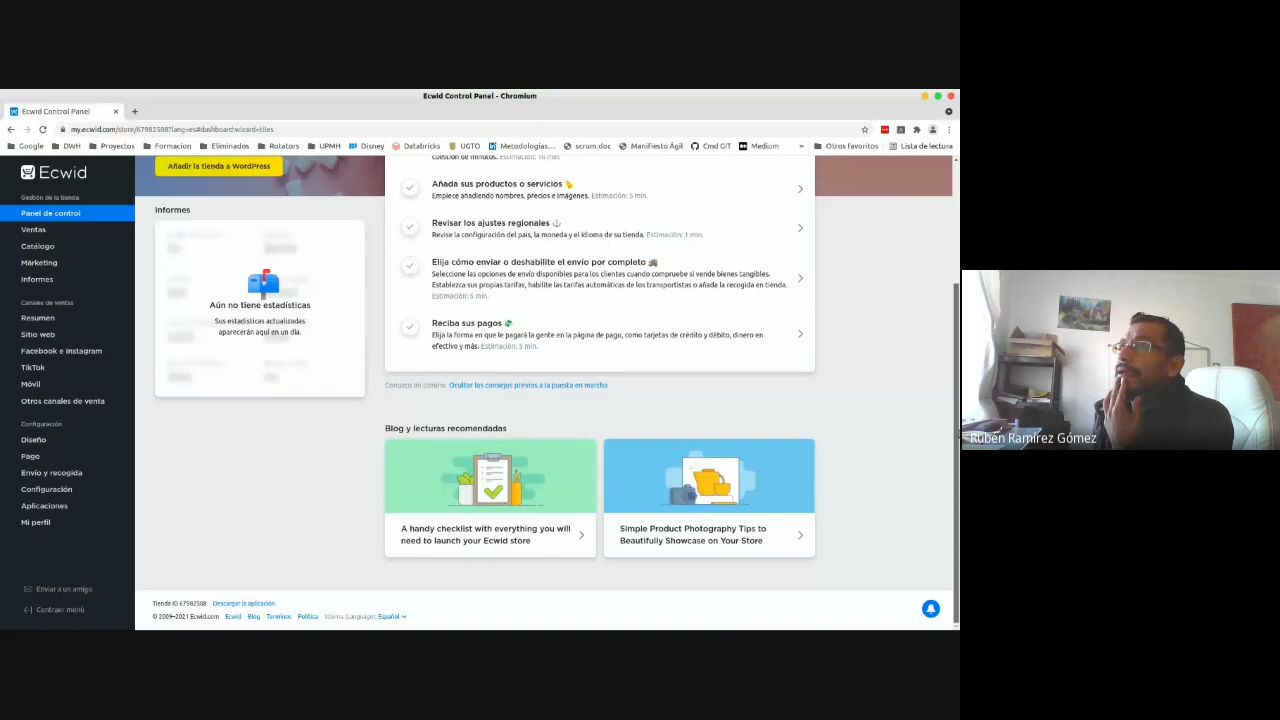 Ecwid Control Panel - Chromium
Ecwid Control Panel
my.ecwid.com/store/67982508?lang=es#dashboard:wizard=tiles
Google DWH Proyectos Formacion Eliminados Rotators UPMH Disney Databricks UGTO Metodologías... scrum.doc Manifiesto Ágil Cmd GIT Medium » Otros favoritos Lista de lectura
Ecwid
Gestión de la tienda
Panel de control
Ventas
Catálogo
Márketing
Informes
Canales de ventas
Resumen
Sitio web
Facebook e Instagram
TikTok
Móvil
Otros canales de venta
Configuración
Diseño
Pago
Envío y recogida
Configuración
Aplicaciones
Mi perfil
Enviar a un amigo
Contraer menú
Añadir la tienda a WordPress
Informes
Aún no tiene estadísticas
Sus estadísticas actualizadas
aparecerán aquí en un día.
cuestión de minutos. Estimación: 10 min.
Añada sus productos o servicios
Empiece añadiendo nombres, precios e imágenes. Estimación: 5 min.
Revisar los ajustes regionales
Revise la configuración del país, la moneda y el idioma de su tienda. Estimación: 1 min.
Elija cómo enviar o deshabilite el envío por completo
Seleccione las opciones de envío disponibles para los clientes cuando compruebe si vende bienes tangibles.
Establezca sus propias tarifas, habilite las tarifas automáticas de los transportistas o añada la recogida en tienda.
Estimación: 5 min.
Reciba sus pagos
Elija la forma en que le pagará la gente en la página de pago, como tarjetas de crédito y débito, dinero en
efectivo y más. Estimación: 5 min.
Conozco mi camino. Ocultar los consejos previos a la puesta en marcha
Blog y lecturas recomendadas
A handy checklist with everything you will
need to launch your Ecwid store
Simple Product Photography Tips to
Beautifully Showcase on Your Store
Tienda ID 67982508 Descargar la aplicación
© 2009–2021 Ecwid.com Ecwid Blog Terminos Política Idioma (Language): Español
Rubén Ramírez Gómez